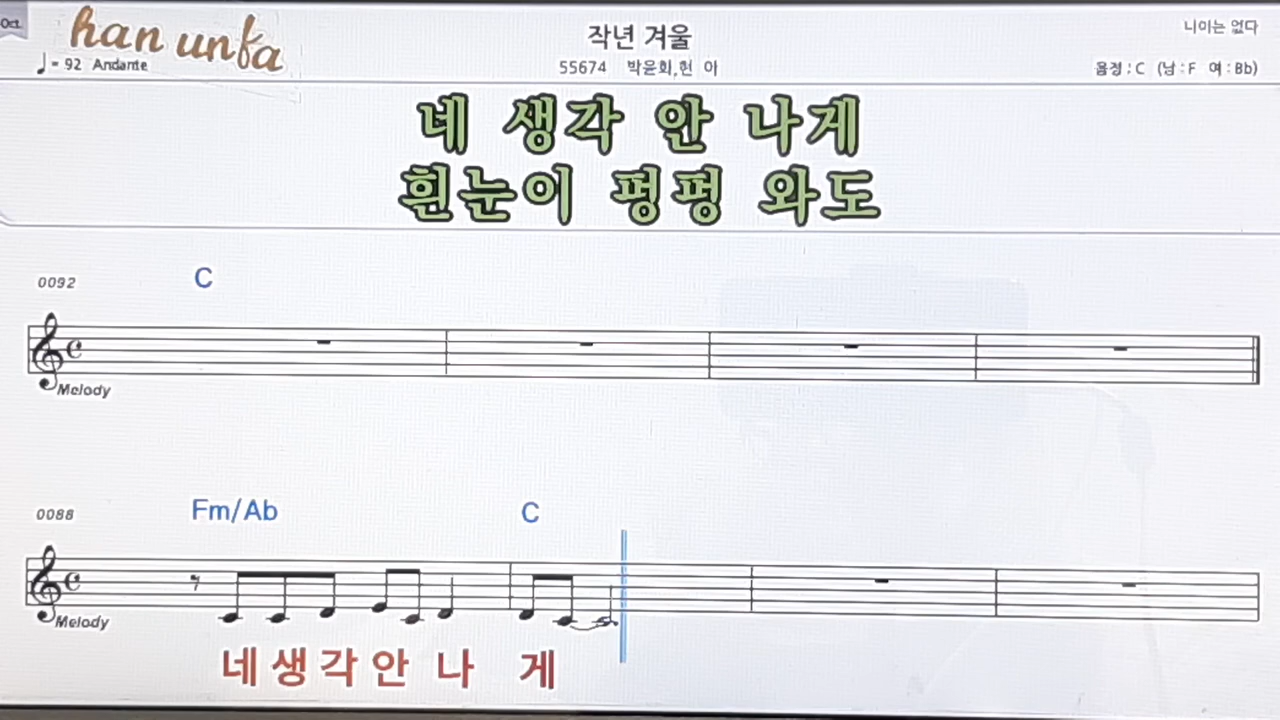 Oct.
han unfa
♩= 92 Andante
작년 겨울
55674 박윤회,현 아
니이는 없다
음정 : C (남 : F 여 : Bb)
네 생각 안 나게
흰눈이 펑펑 와도
0092
C
Melody
0088
Fm/Ab C
Melody
네 생 각 안 나 게